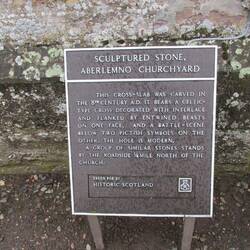 SCULPTURED STONE,
ABERLEMNO CHURCHYARD
THIS CROSS-SLAB WAS CARVED IN
THE 8TH CENTURY A.D. IT BEARS A CELTIC-
TYPE CROSS DECORATED WITH INTERLACE
AND FLANKED BY ENTWINED BEASTS
ON ONE FACE, AND A BATTLE-SCENE
BELOW TWO PICTISH SYMBOLS ON THE
OTHER. THE HOLE IS MODERN.
A GROUP OF SIMILAR STONES STANDS
BY THE ROADSIDE ¼ MILE NORTH OF THE
CHURCH.
HISTORIC SCOTLAND